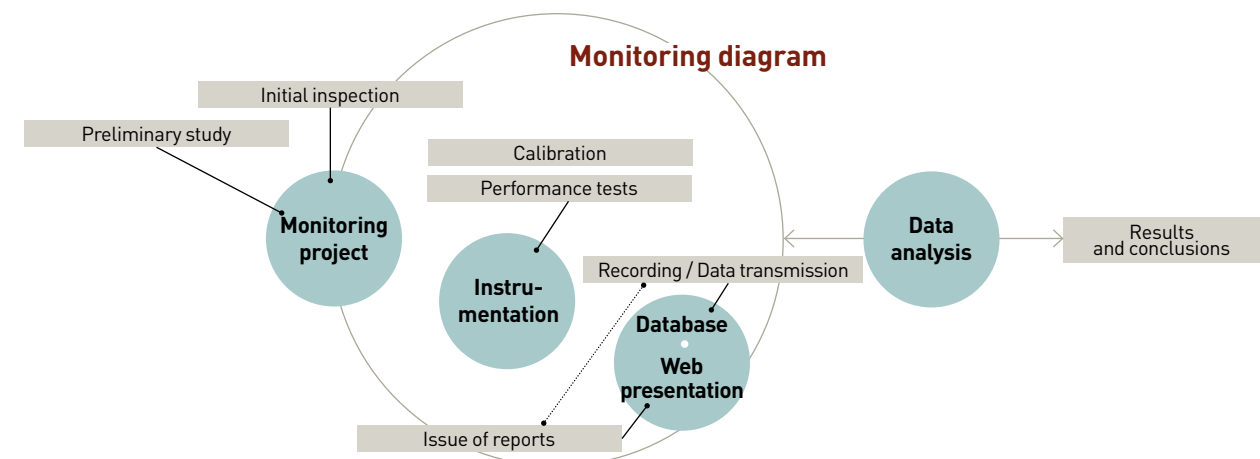 Monitoring diagram
Initial inspection
Preliminary study
Calibration
Performance tests
Monitoring
project
Data
analysis
Results
and conclusions
Recording / Data transmission
Instru-
mentation
Database
Web
presentation
Issue of reports